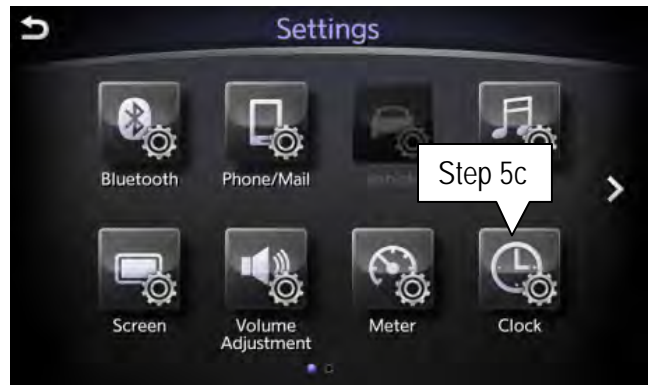 Settings
Bluetooth
Phone/Mail
Step 5c
Screen
Volume
Adjustment
Meter
Clock